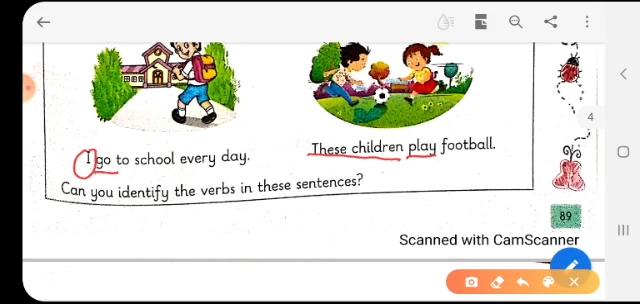 I go to school every day.
These children play football.
Can you identify the verbs in these sentences?
4
89
Scanned with CamScanner